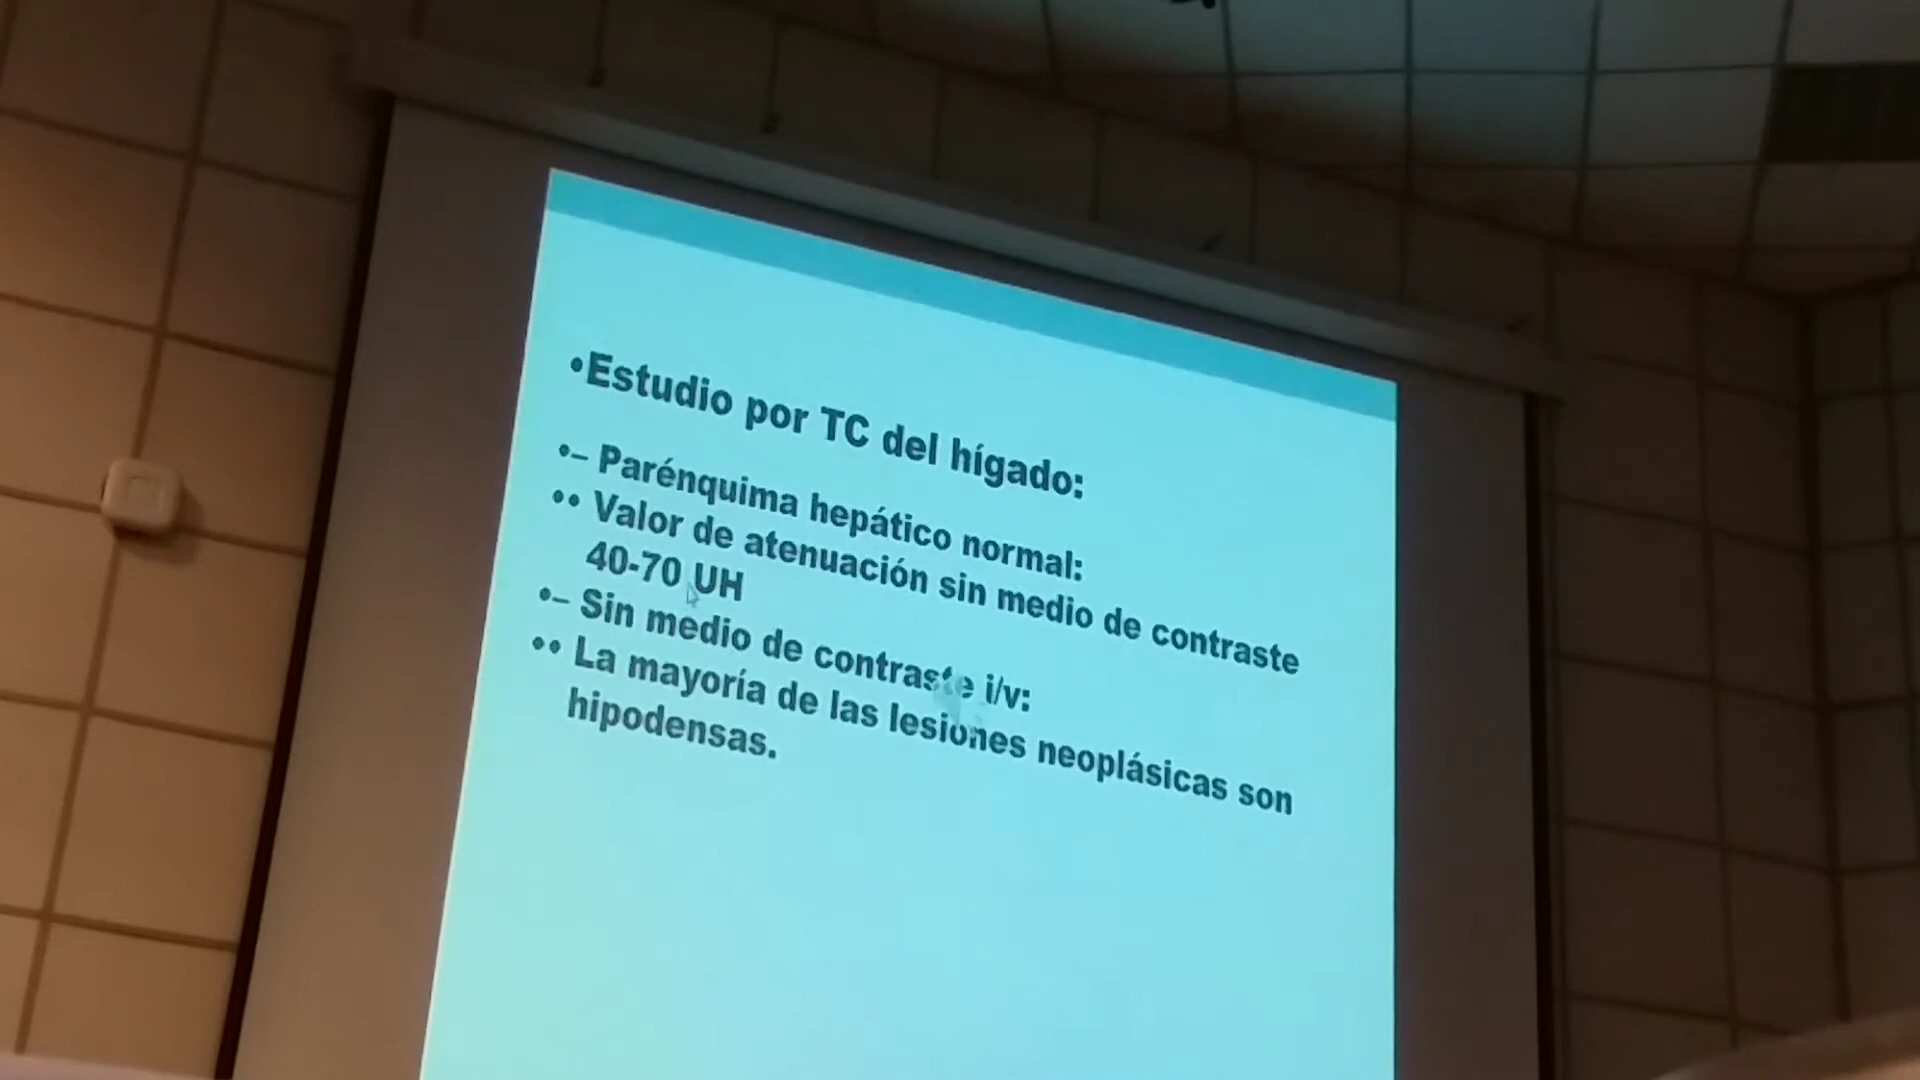 •Estudio por TC del hígado:
•– Parénquima hepático normal:
•• Valor de atenuación sin medio de contraste
40-70 UH
•– Sin medio de contraste i/v:
•• La mayoría de las lesiones neoplásicas son
hipodensas.